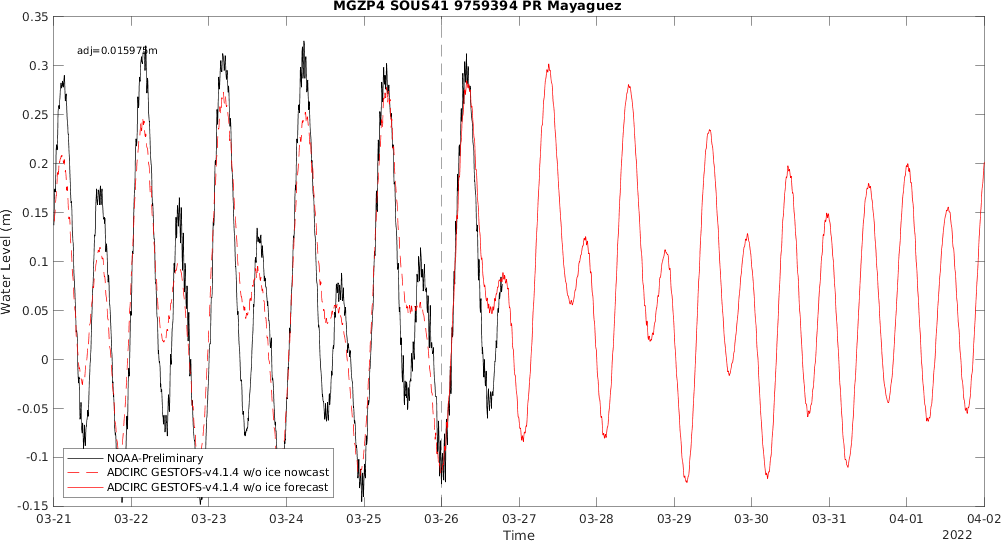 MGZP4 SOUS41 9759394 PR Mayaguez
adj=0.015975m
Water Level (m)
0.35
0.3
0.25
0.2
0.15
0.1
0.05
0
-0.05
-0.1
-0.15
NOAA-Preliminary
ADCIRC GESTOFS-v4.1.4 w/o ice nowcast
ADCIRC GESTOFS-v4.1.4 w/o ice forecast
03-21 03-22 03-23 03-24 03-25 03-26 03-27 03-28 03-29 03-30 03-31 04-01 04-02
Time
2022